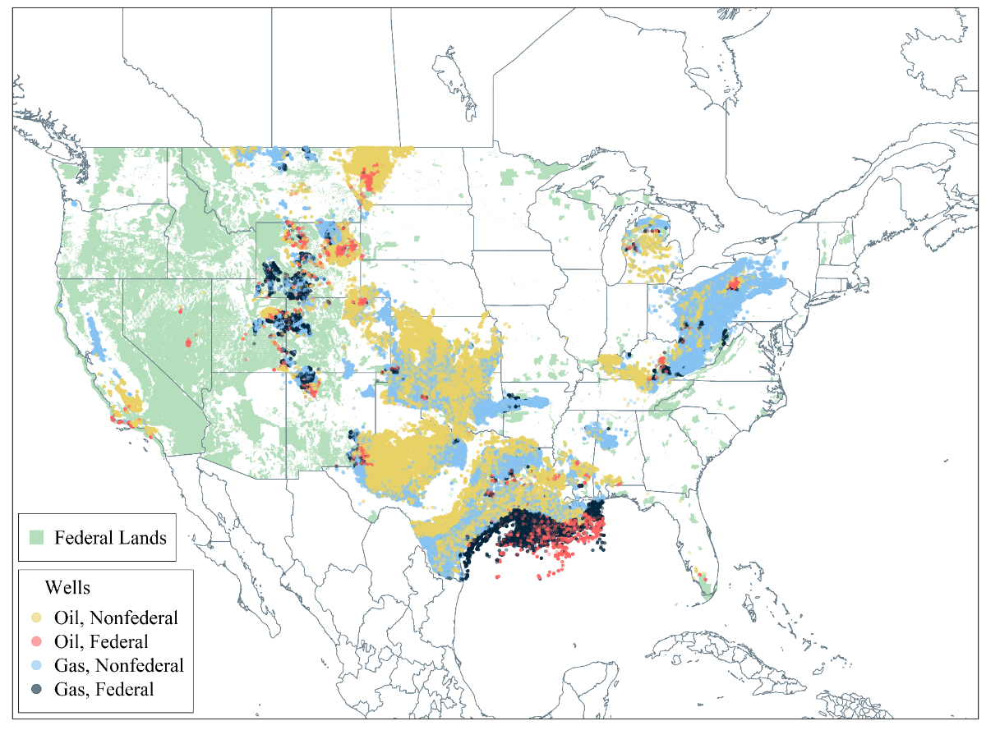 Federal Lands
Wells
Oil, Nonfederal
Oil, Federal
Gas, Nonfederal
Gas, Federal